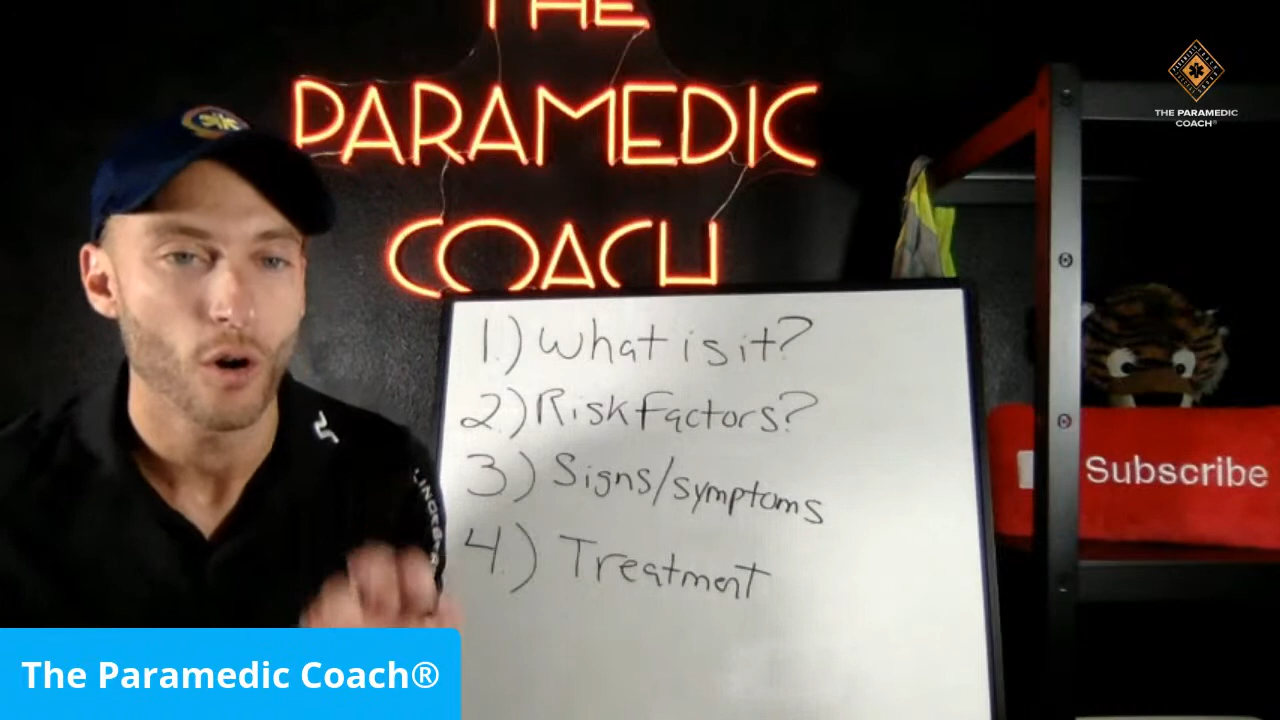 THE
PARAMEDIC
COACH
THE PARAMEDIC
COACH®
1.) What is it?
2.) Risk Factors?
3.) Signs/symptoms
4.) Treatment
Subscribe
The Paramedic Coach®